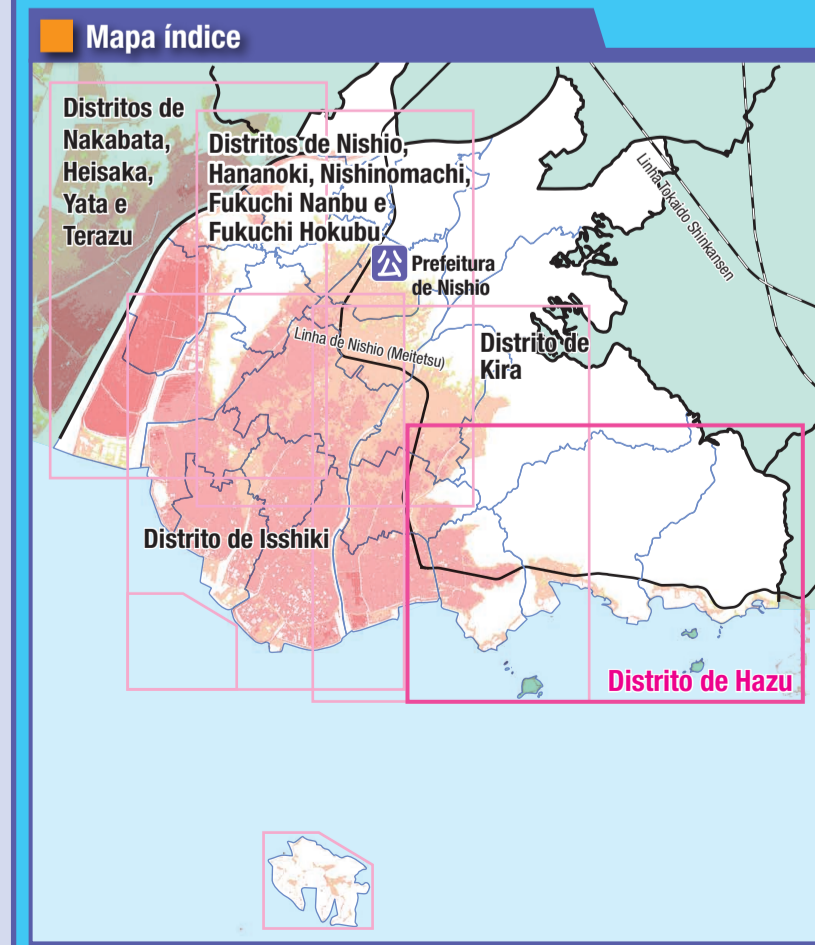 Mapa índice
Distritos de
Nakabata,
Heisaka,
Yata e
Terazu
Distritos de Nishio,
Hananoki, Nishinomachi,
Fukuchi Nanbu e
Fukuchi Hokubu
公
Prefeitura
de Nishio
Linha Tokaido Shinkansen
Linha de Nishio (Meitetsu)
Distrito de
Kira
Distrito de Isshiki
Distrito de Hazu